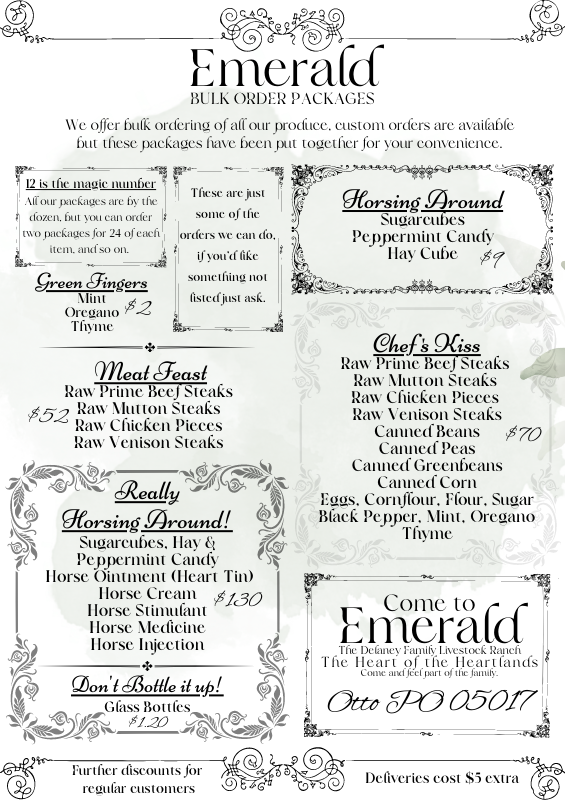 Emerald
BULK ORDER PACKAGES
We offer bulk ordering of all our produce, custom orders are available
but these packages have been put together for your convenience.
12 is the magic number
All our packages are by the
dozen, but you can order
two packages for 24 of each
item, and so on.
These are just
some of the
orders we can do,
if you'd like
something not
listed just ask.
Green Fingers
Mint
Oregano
Thyme
$2
Meat Feast
Raw Prime Beef Steaks
Raw Mutton Steaks
Raw Chicken Pieces
Raw Venison Steaks
$52
Really
Horsing Around!
Sugarcubes, Hay &
Peppermint Candy
Horse Ointment (Heart Tin)
Horse Cream
Horse Stimulant
Horse Medicine
Horse Injection
$130
Don't Bottle it up!
Glass Bottles
$1.20
Horsing Around
Sugarcubes
Peppermint Candy
Hay Cube
$9
Chef's Kiss
Raw Prime Beef Steaks
Raw Mutton Steaks
Raw Chicken Pieces
Raw Venison Steaks
Canned Beans
Canned Peas
Canned Greenbeans
Canned Corn
Eggs, Cornflour, Flour, Sugar
Black Pepper, Mint, Oregano
Thyme
$70
Come to
Emerald
The Delaney Family Livestock Ranch
The Heart of the Heartlands
Come and feel part of the family.
Otto PO 05017
Further discounts for
regular customers
Deliveries cost $5 extra